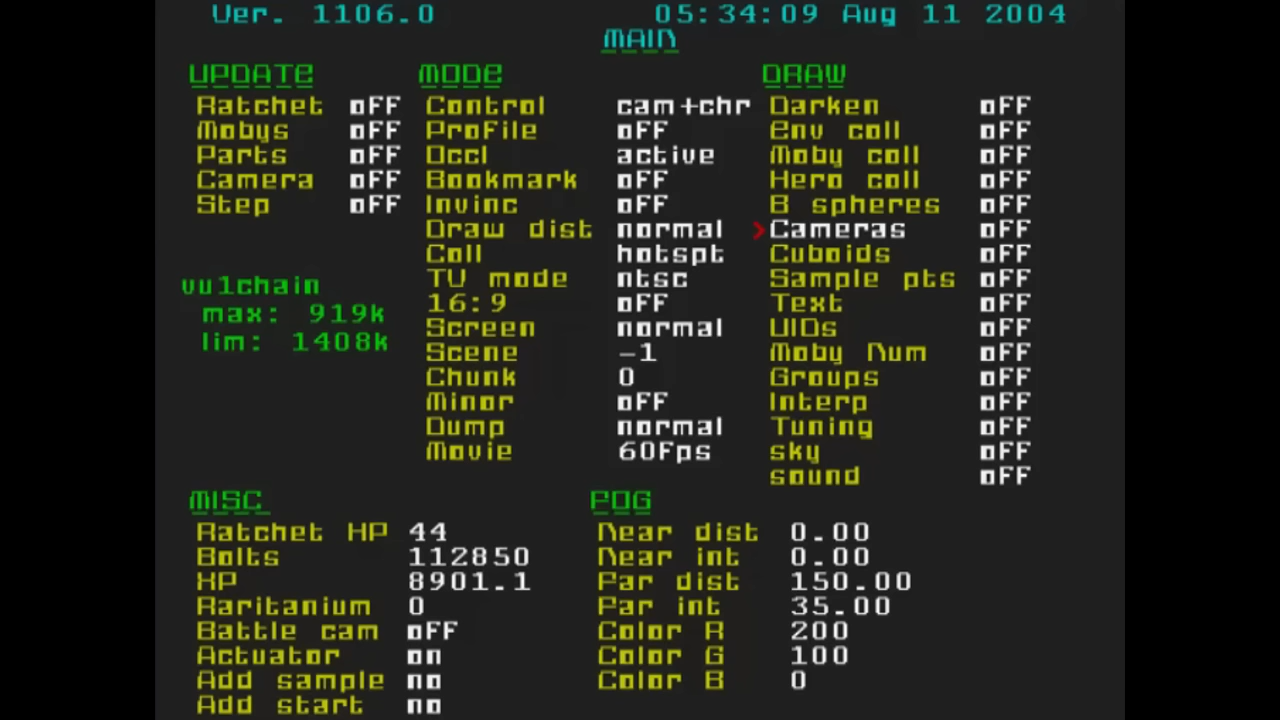 Ver. 1106.0 05:34:09 Aug 11 2004
MAIN
UPDATE
Ratchet oFF
Mobys oFF
Parts oFF
Camera oFF
Step oFF
vu1chain
max: 919k
lim: 1408k
MODE
Control cam+chr
ProFile oFF
Occl active
Bookmark oFF
Invinc oFF
Draw dist normal
Coll hotspt
TV mode ntsc
16:9 oFF
Screen normal
Scene -1
Chunk 0
Minor oFF
Dump normal
Movie 60Fps
DRAW
Darken oFF
Env coll oFF
Moby coll oFF
Hero coll oFF
B spheres oFF
>Cameras oFF
Cuboids oFF
Sample pts oFF
Text oFF
UIDs oFF
Moby Num oFF
Groups oFF
Interp oFF
Tuning oFF
sky oFF
sound oFF
MISC
Ratchet HP 44
Bolts 112850
XP 8901.1
Raritanium 0
Battle cam oFF
Actuator on
Add sample no
Add start no
FOG
Near dist 0.00
Near int 0.00
Far dist 150.00
Far int 35.00
Color R 200
Color G 100
Color B 0